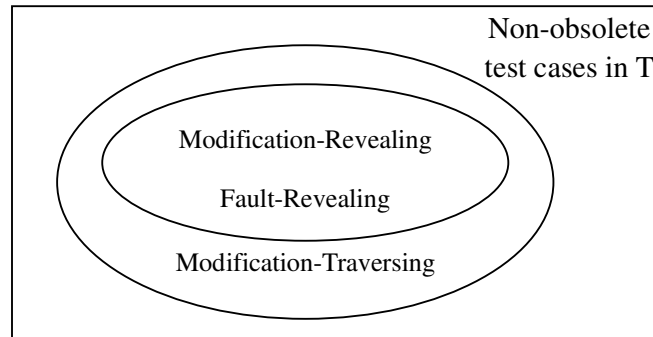 Non-obsolete
test cases in T
Modification-Revealing
Fault-Revealing
Modification-Traversing